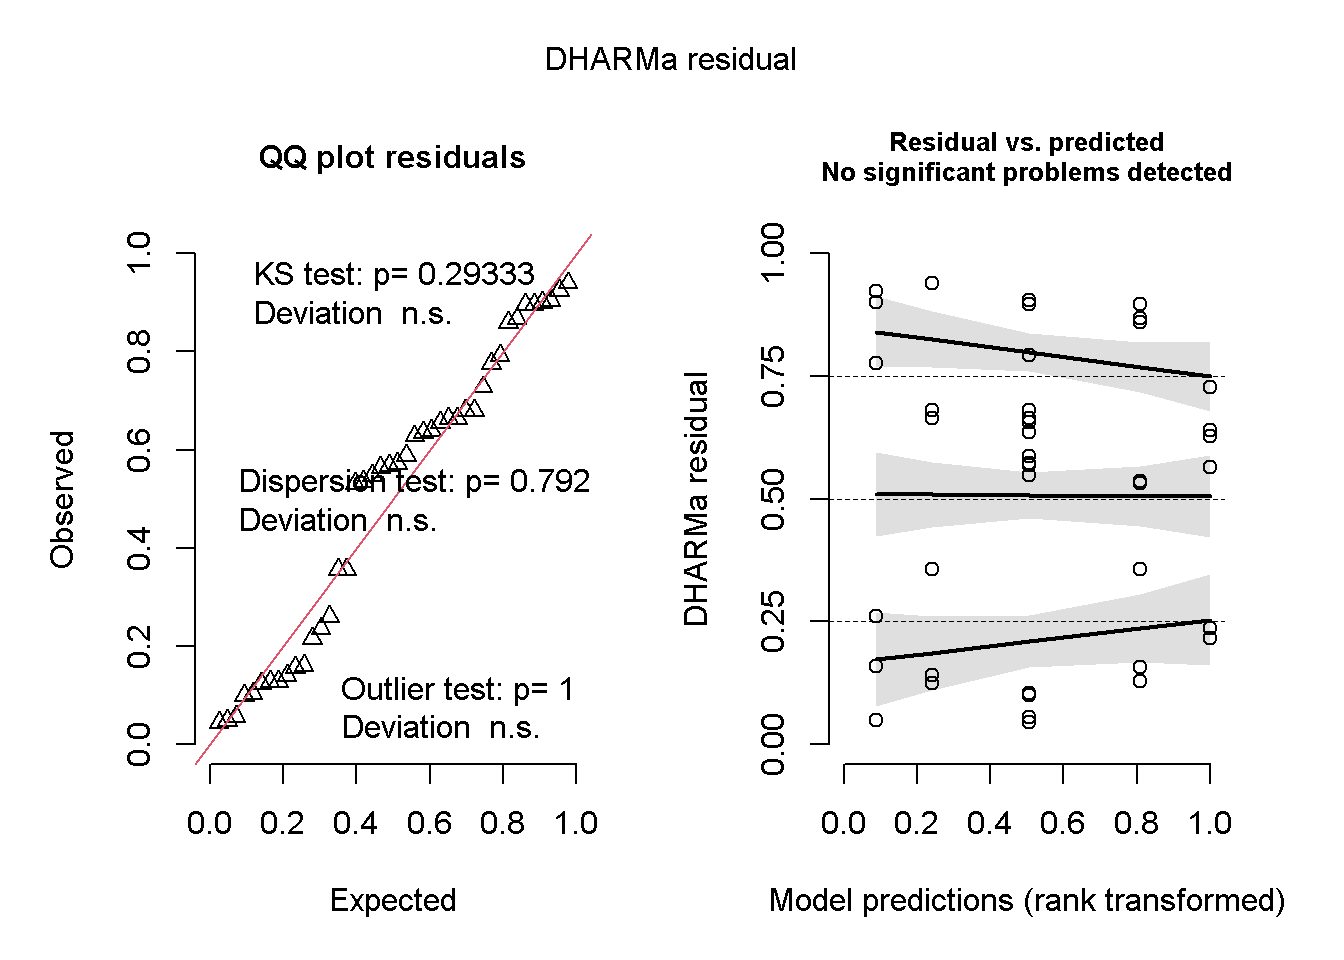 DHARMa residual
QQ plot residuals
KS test: p= 0.29333
Deviation  n.s.
Dispersion test: p= 0.792
Deviation  n.s.
Outlier test: p= 1
Deviation  n.s.
Observed
0.0 0.2 0.4 0.6 0.8 1.0
0.0 0.2 0.4 0.6 0.8 1.0
Expected
Residual vs. predicted
No significant problems detected
DHARMa residual
0.00 0.25 0.50 0.75 1.00
0.0 0.2 0.4 0.6 0.8 1.0
Model predictions (rank transformed)